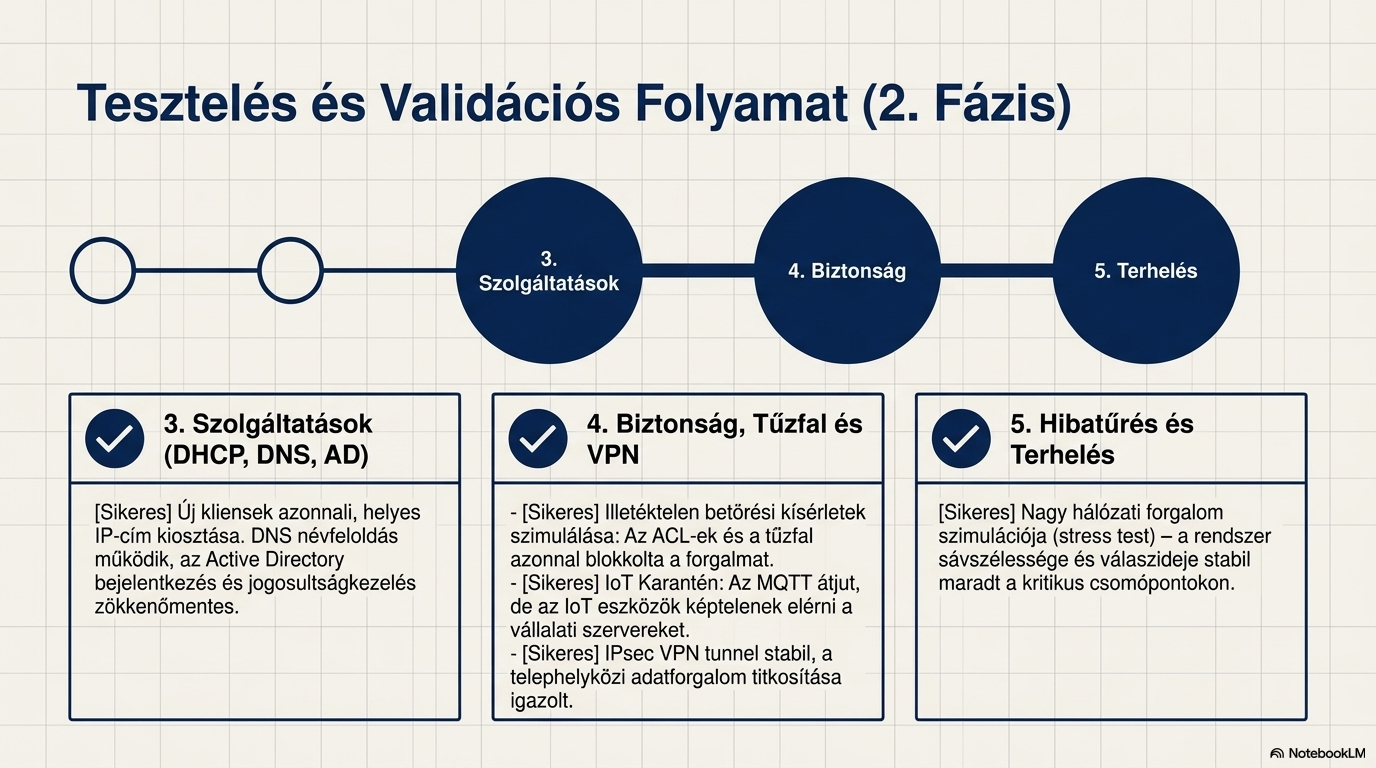 Tesztelés és Validációs Folyamat (2. Fázis)
3.
Szolgáltatások
4. Biztonság
5. Terhelés
3. Szolgáltatások
(DHCP, DNS, AD)
[Sikeres] Új kliensek azonnali, helyes
IP-cím kiosztása. DNS névfeloldás
működik, az Active Directory
bejelentkezés és jogosultságkezelés
zökkenőmentes.
4. Biztonság, Tűzfal és
VPN
- [Sikeres] Illetéktelen betörési kísérletek
szimulálása: Az ACL-ek és a tűzfal
azonnal blokkolta a forgalmat.
- [Sikeres] IoT Karantén: Az MQTT átjut,
de az IoT eszközök képtelenek elérni a
vállalati szervereket.
- [Sikeres] IPsec VPN tunnel stabil, a
telephelyközi adatforgalom titkosítása
igazolt.
5. Hibatűrés és
Terhelés
[Sikeres] Nagy hálózati forgalom
szimulációja (stress test) – a rendszer
sávszélessége és válaszideje stabil
maradt a kritikus csomópontokon.
NotebookLM